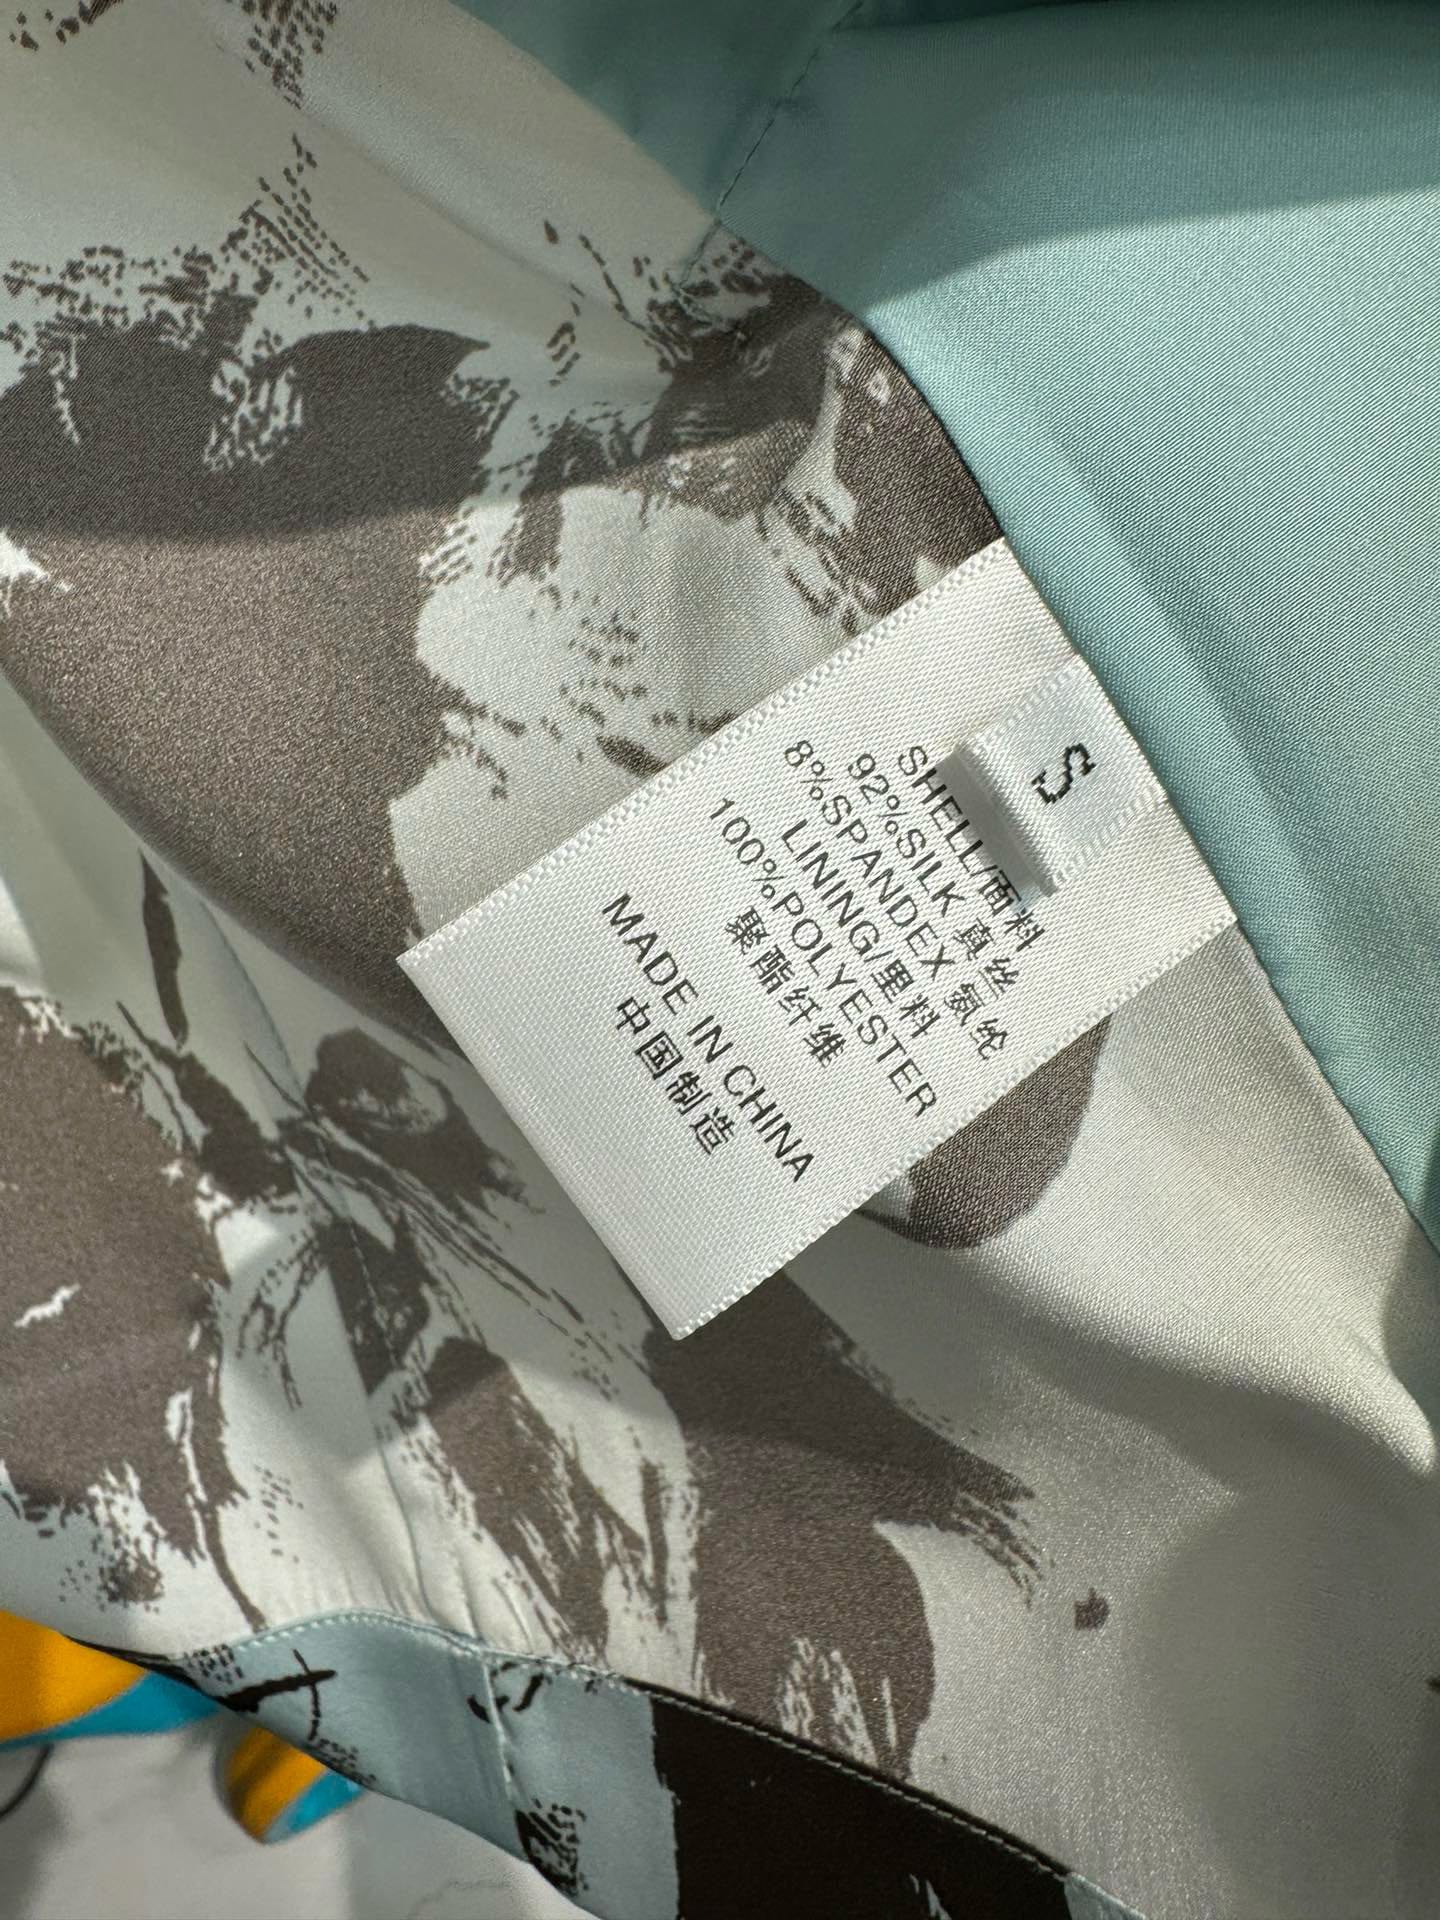 S
SHELL/面料
92%SILK 真丝
8%SPANDEX 氨纶
LINING/里料
100%POLYESTER
聚酯纤维
MADE IN CHINA
中国制造